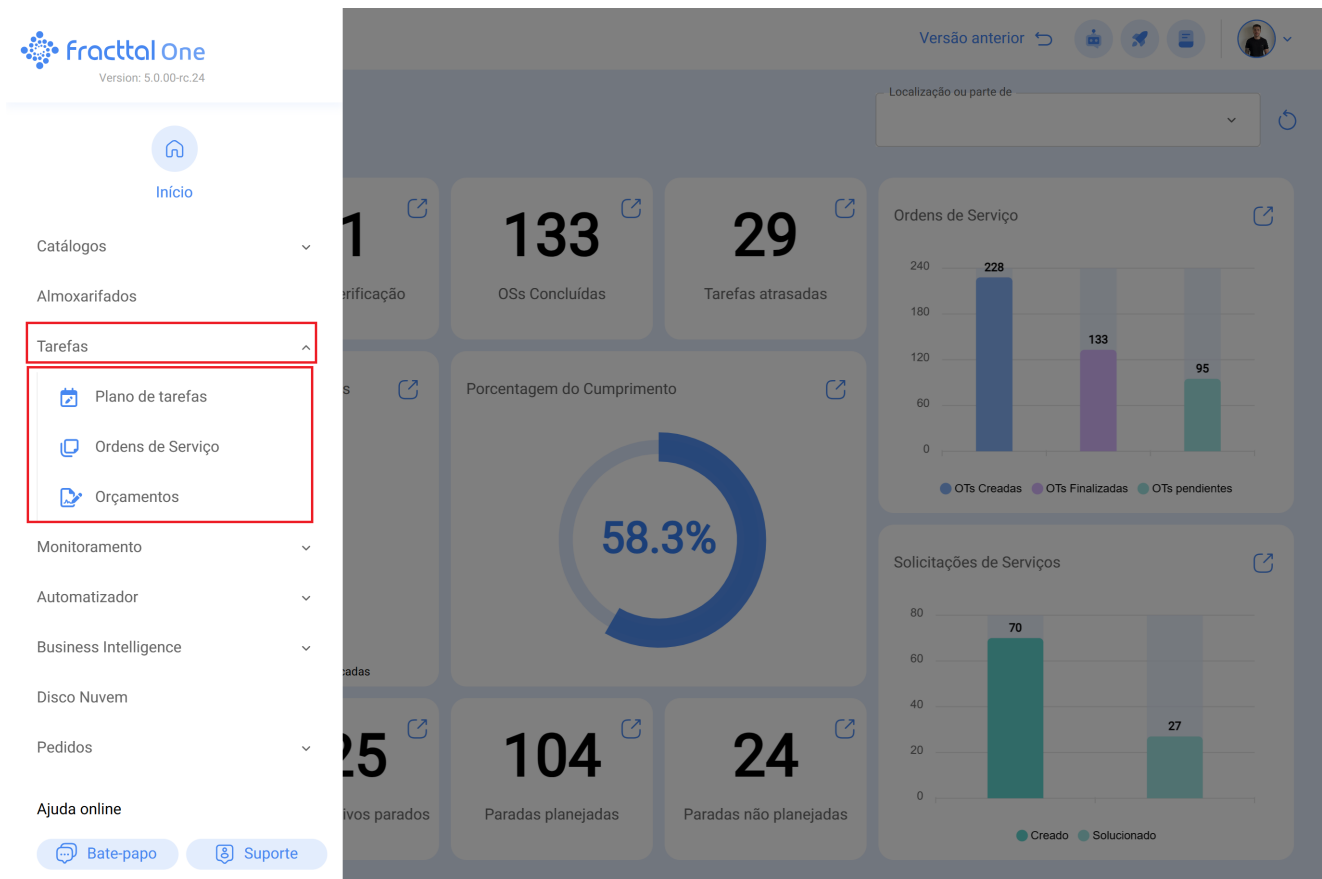 fracttal One
Version: 5.0.00-rc.24
Início
Catálogos
Almoxarifados
Tarefas
Plano de tarefas
Ordens de Serviço
Orçamentos
Monitoramento
Automatizador
Business Intelligence
Disco Nuvem
Pedidos
Ajuda online
Bate-papo
Suporte
Versão anterior
Localização ou parte de
1
erificação
133
OSs Concluídas
29
Tarefas atrasadas
Ordens de Serviço
240
180
120
60
0
228
133
95
OTs Creadas
OTs Finalizadas
OTs pendientes
s
cadas
Porcentagem do Cumprimento
58.3%
Solicitações de Serviços
80
60
40
20
0
70
27
Creado
Solucionado
25
ivos parados
104
Paradas planejadas
24
Paradas não planejadas